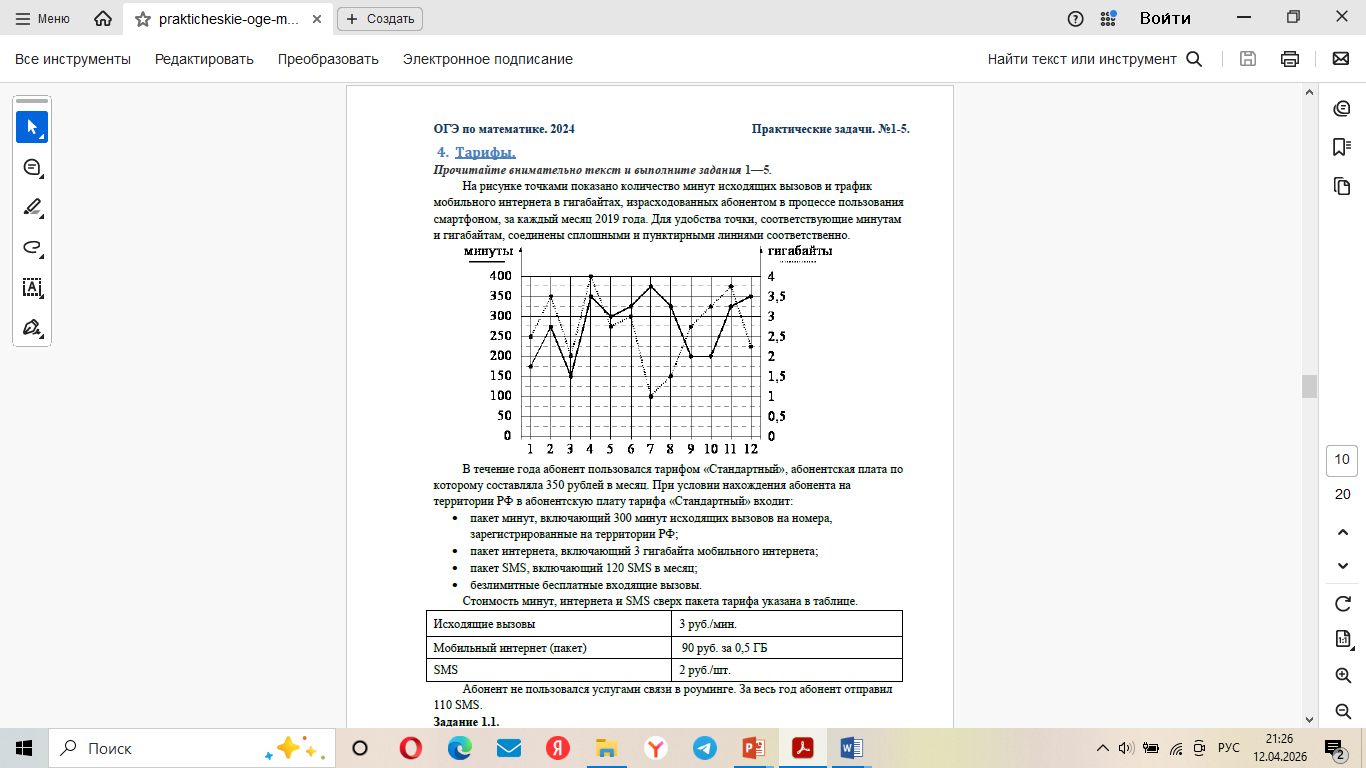 Меню
prakticheskie-oge-m...
Создать
Войти
Все инструменты Редактировать Преобразовать Электронное подписание Найти текст или инструмент
ОГЭ по математике. 2024 Практические задачи. №1-5.
4. Тарифы.
Прочитайте внимательно текст и выполните задания 1—5.
На рисунке точками показано количество минут исходящих вызовов и трафик
мобильного интернета в гигабайтах, израсходованных абонентом в процессе пользования
смартфоном, за каждый месяц 2019 года. Для удобства точки, соответствующие минутам
и гигабайтам, соединены сплошными и пунктирными линиями соответственно.
минуты гигабайты
400 4
350 3,5
300 3
250 2,5
200 2
150 1,5
100 1
50 0,5
0 0
1 2 3 4 5 6 7 8 9 10 11 12
В течение года абонент пользовался тарифом «Стандартный», абонентская плата по
которому составляла 350 рублей в месяц. При условии нахождения абонента на
территории РФ в абонентскую плату тарифа «Стандартный» входит:
• пакет минут, включающий 300 минут исходящих вызовов на номера,
зарегистрированные на территории РФ;
• пакет интернета, включающий 3 гигабайта мобильного интернета;
• пакет SMS, включающий 120 SMS в месяц;
• безлимитные бесплатные входящие вызовы.
Стоимость минут, интернета и SMS сверх пакета тарифа указана в таблице.
Исходящие вызовы 3 руб./мин.
Мобильный интернет (пакет) 90 руб. за 0,5 ГБ
SMS 2 руб./шт.
Абонент не пользовался услугами связи в роуминге. За весь год абонент отправил
110 SMS.
Задание 1.1.
10
20
1:1
Поиск
РУС
21:26
12.04.2026
2